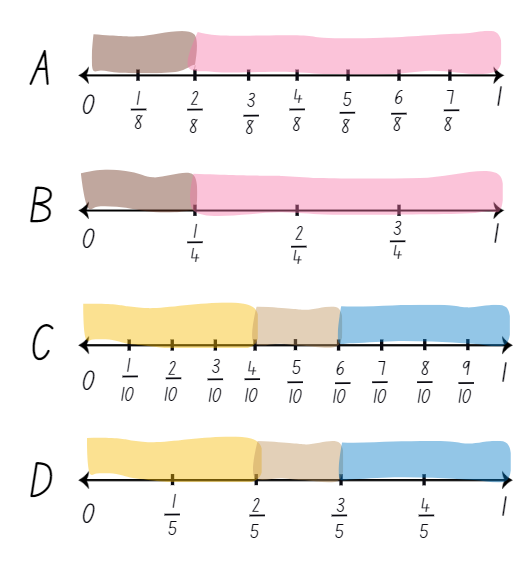 A
0 1/8 2/8 3/8 4/8 5/8 6/8 7/8 1
B
0 1/4 2/4 3/4 1
C
0 1/10 2/10 3/10 4/10 5/10 6/10 7/10 8/10 9/10 1
D
0 1/5 2/5 3/5 4/5 1